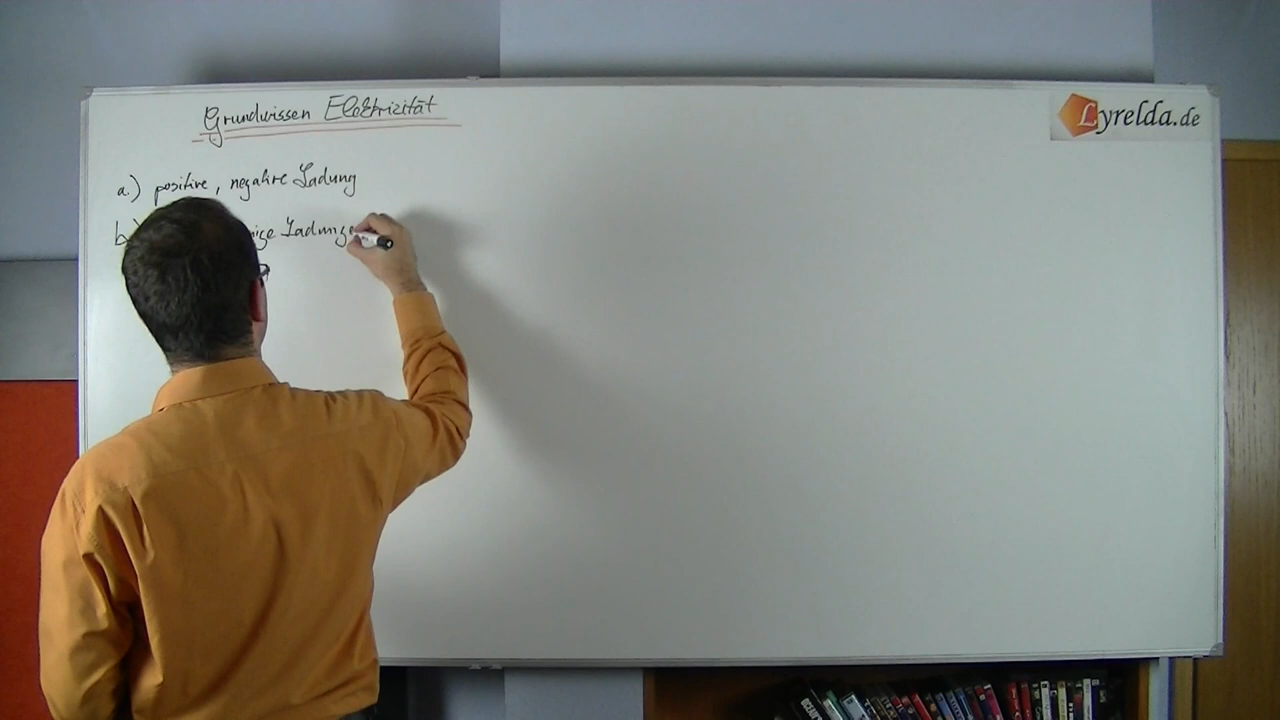 Grundwissen Elektrizität
Lyrelda.de
a.) positive, negative Ladung
b) Ladunge